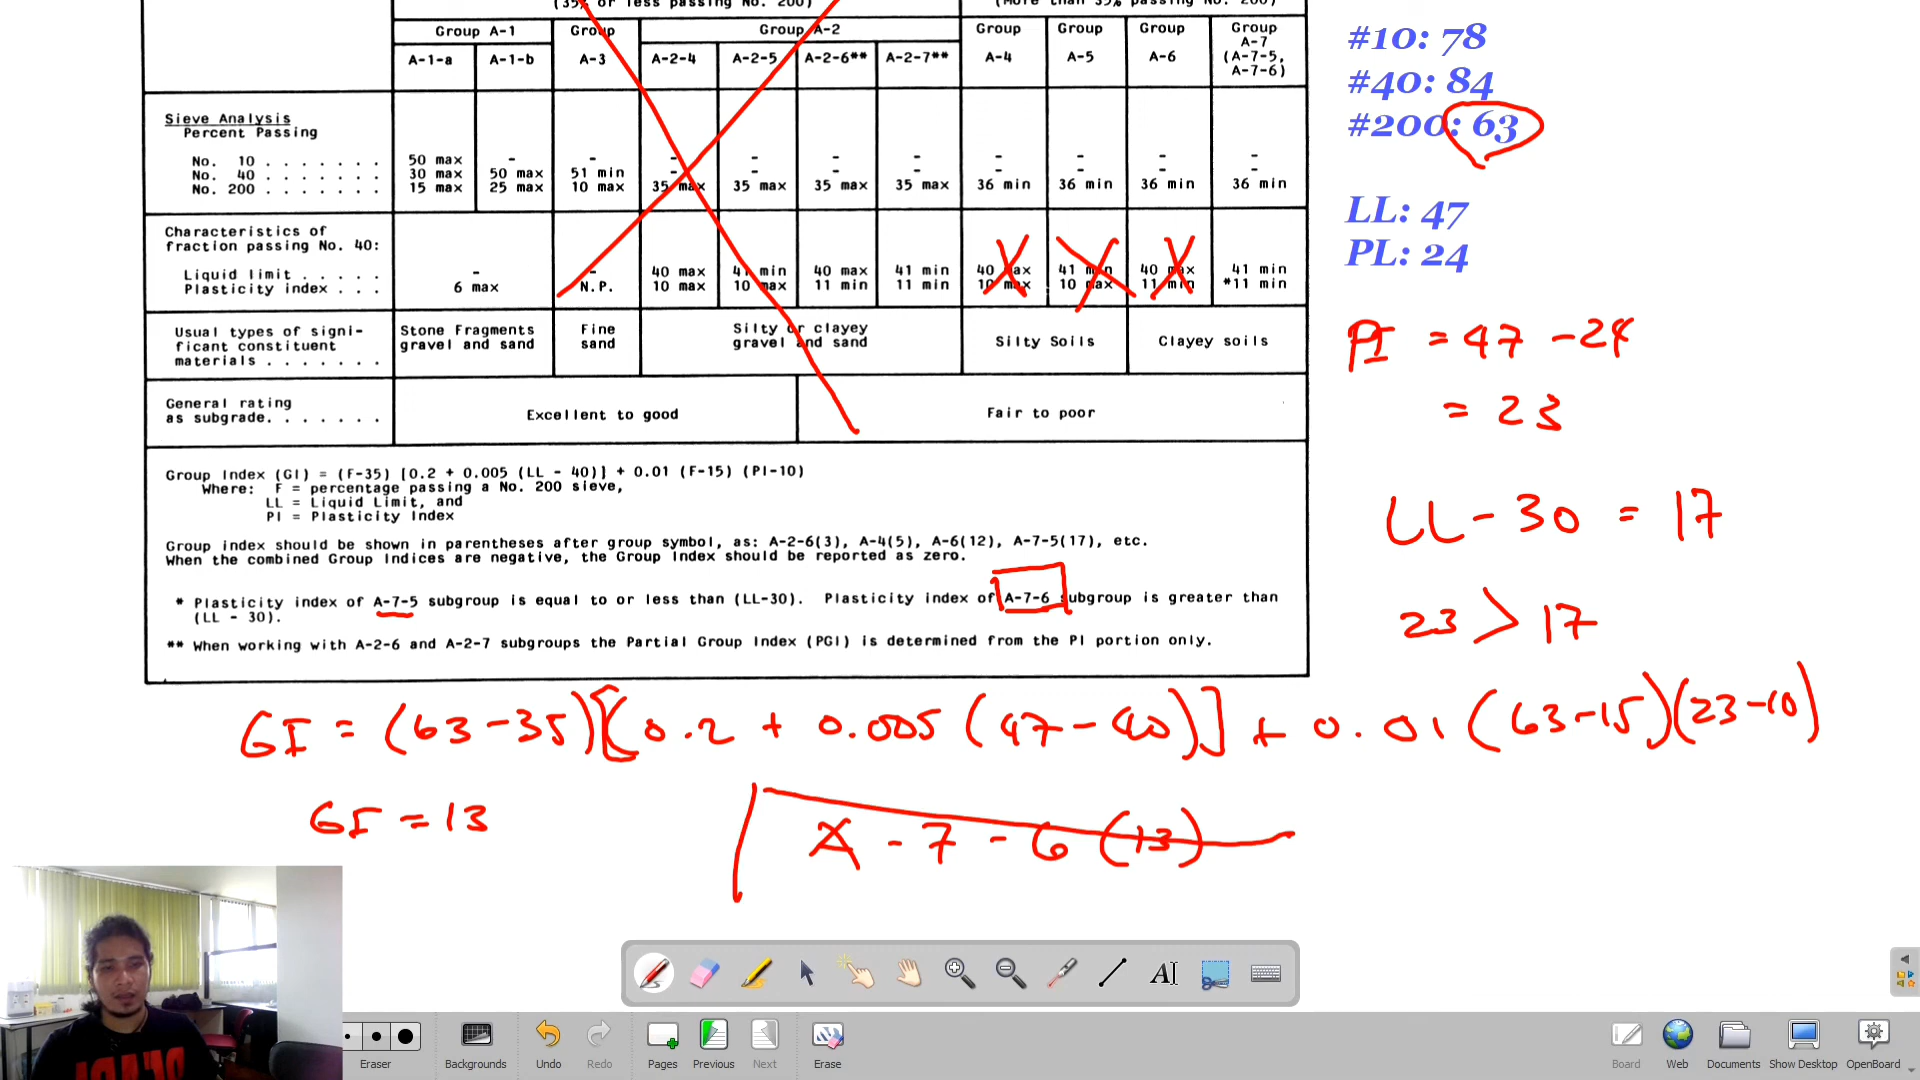 (35% or less passing No. 200) (More than 35% passing No. 200)
Group A-1 Group A-3 Group A-2 Group A-4 Group A-5 Group A-6 Group A-7 (A-7-5, A-7-6)
A-1-a A-1-b A-2-4 A-2-5 A-2-6** A-2-7**
Sieve Analysis
Percent Passing
No. 10 . . . . . . . 50 max - - - - - - - - - -
No. 40 . . . . . . . 30 max 50 max 51 min - - - - - - - -
No. 200 . . . . . . . 15 max 25 max 10 max 35 max 35 max 35 max 35 max 36 min 36 min 36 min 36 min
Characteristics of
fraction passing No. 40:
Liquid limit . . . . . - - 40 max 41 min 40 max 41 min 40 max 41 min 40 max 41 min
Plasticity index . . . 6 max N.P. 10 max 10 max 11 min 11 min 10 max 10 max 11 min *11 min
Usual types of signi- Stone Fragments Fine Silty or clayey
ficant constituent gravel and sand sand gravel and sand Silty Soils Clayey soils
materials . . . . . . .
General rating
as subgrade. . . . . . . Excellent to good Fair to poor
Group Index (GI) = (F-35) [0.2 + 0.005 (LL - 40)] + 0.01 (F-15) (PI-10)
Where: F = percentage passing a No. 200 sieve,
LL = Liquid Limit, and
PI = Plasticity Index
Group index should be shown in parentheses after group symbol, as: A-2-6(3), A-4(5), A-6(12), A-7-5(17), etc.
When the combined Group Indices are negative, the Group Index should be reported as zero.
* Plasticity index of A-7-5 subgroup is equal to or less than (LL-30). Plasticity index of A-7-6 subgroup is greater than
(LL - 30).
** When working with A-2-6 and A-2-7 subgroups the Partial Group Index (PGI) is determined from the PI portion only.
#10: 78
#40: 84
#200: 63
LL: 47
PL: 24
PI = 47 - 24
= 23
LL - 30 = 17
23 > 17
GI = (63-35)[(0.2 + 0.005 (47-40)] + 0.01 (63-15)(23-10)
GI = 13
A-7-6 (13)
AI
Eraser Backgrounds Undo Redo Pages Previous Next Erase Board Web Documents Show Desktop OpenBoard